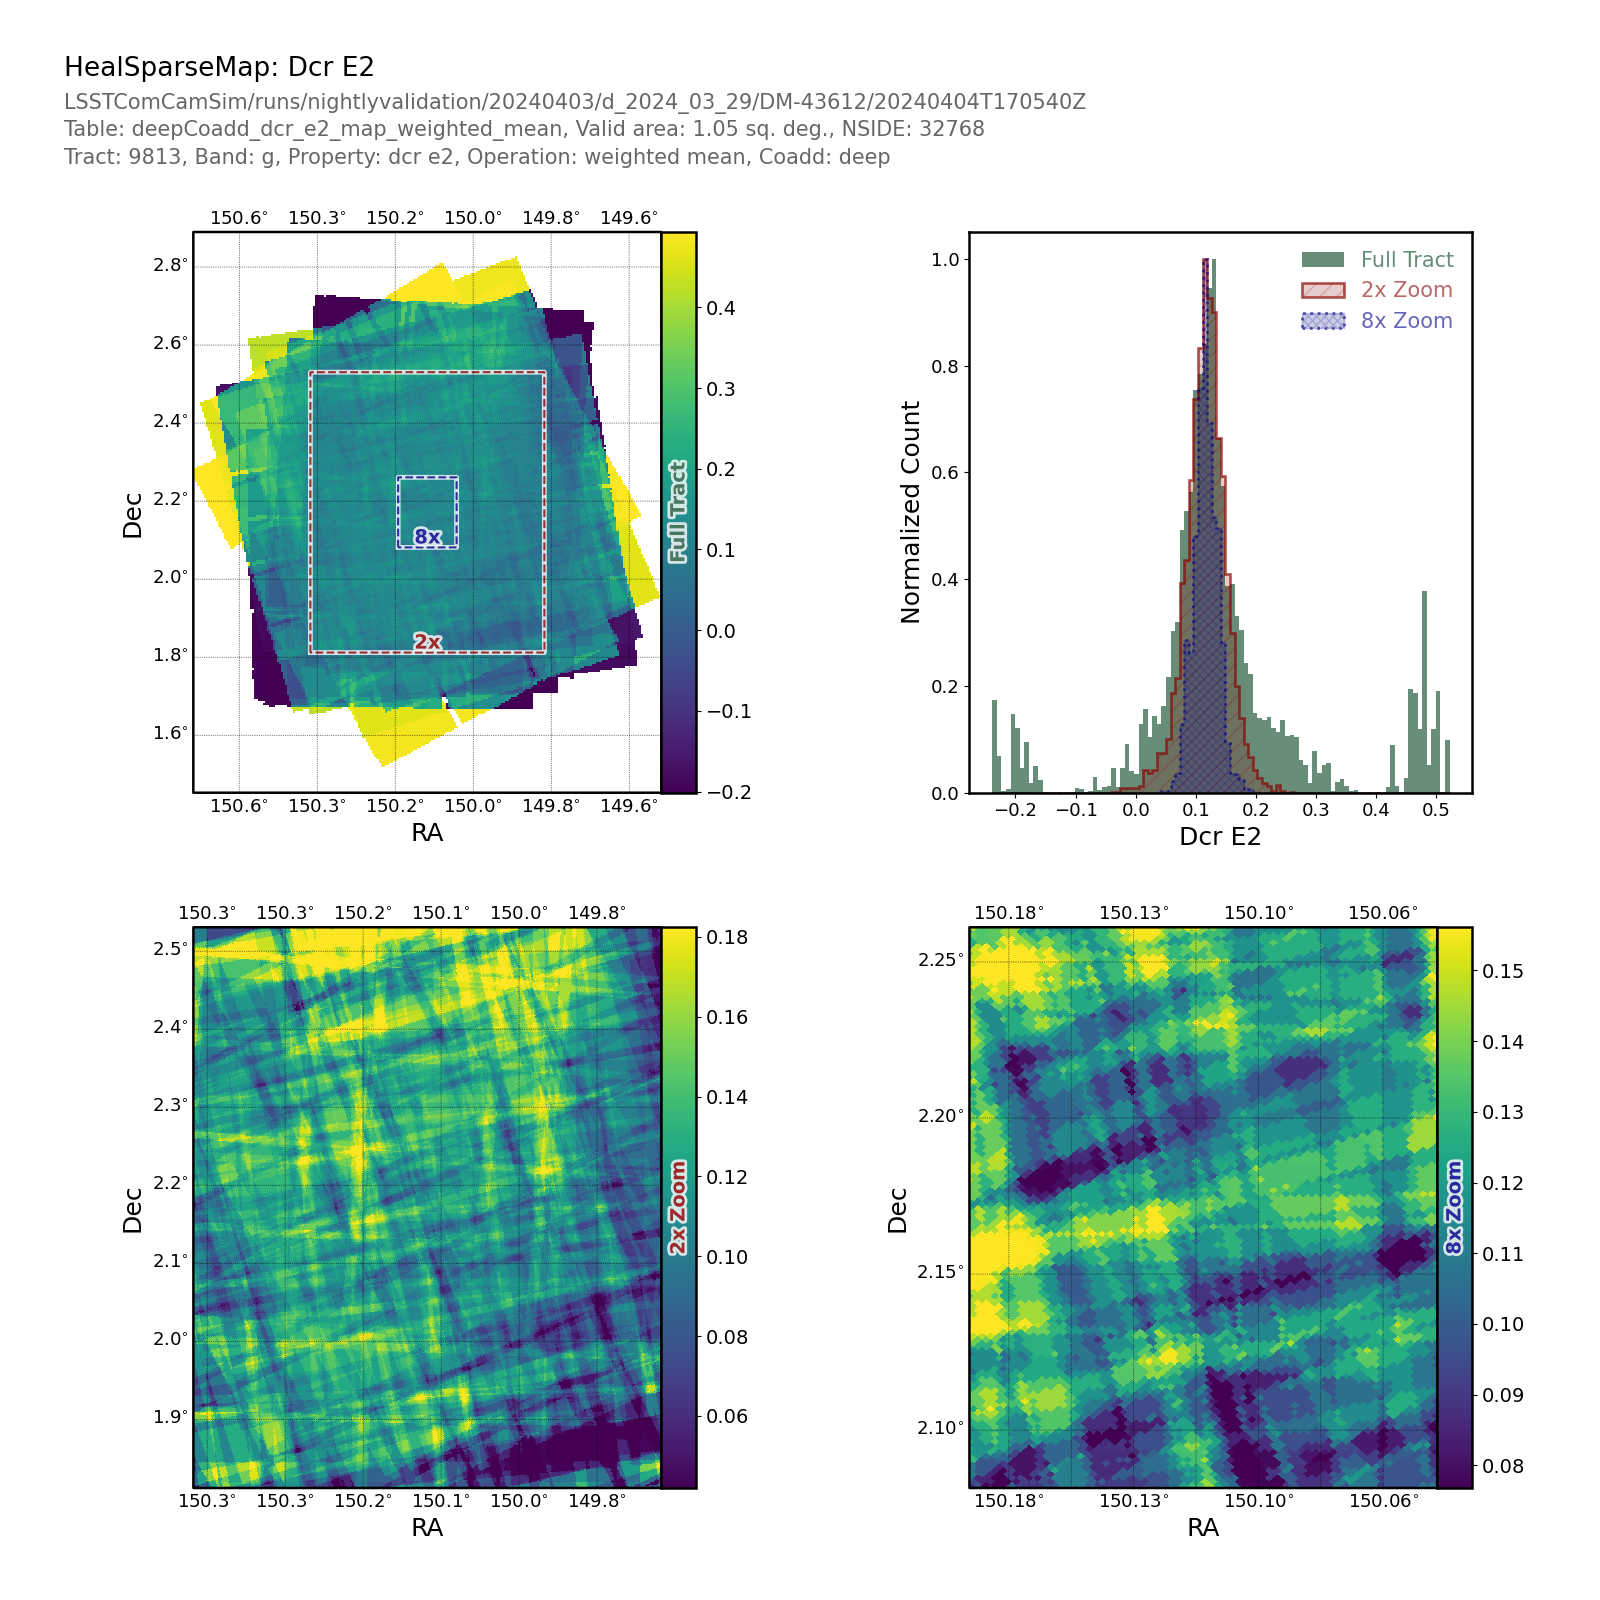 HealSparseMap: Dcr E2
LSSTComCamSim/runs/nightlyvalidation/20240403/d_2024_03_29/DM-43612/20240404T170540Z
Table: deepCoadd_dcr_e2_map_weighted_mean, Valid area: 1.05 sq. deg., NSIDE: 32768
Tract: 9813, Band: g, Property: dcr e2, Operation: weighted mean, Coadd: deep
150.6° 150.3° 150.2° 150.0° 149.8° 149.6°
2.8°
2.6°
2.4°
2.2°
2.0°
1.8°
1.6°
Dec
8x
2x
150.6° 150.3° 150.2° 150.0° 149.8° 149.6°
RA
Full Tract
0.4
0.3
0.2
0.1
0.0
−0.1
−0.2
Full Tract
2x Zoom
8x Zoom
1.0
0.8
0.6
0.4
0.2
0.0
Normalized Count
−0.2 −0.1 0.0 0.1 0.2 0.3 0.4 0.5
Dcr E2
150.3° 150.3° 150.2° 150.1° 150.0° 149.8°
2.5°
2.4°
2.3°
2.2°
2.1°
2.0°
1.9°
Dec
150.3° 150.3° 150.2° 150.1° 150.0° 149.8°
RA
2x Zoom
0.18
0.16
0.14
0.12
0.10
0.08
0.06
150.18° 150.13° 150.10° 150.06°
2.25°
2.20°
2.15°
2.10°
Dec
150.18° 150.13° 150.10° 150.06°
RA
8x Zoom
0.15
0.14
0.13
0.12
0.11
0.10
0.09
0.08